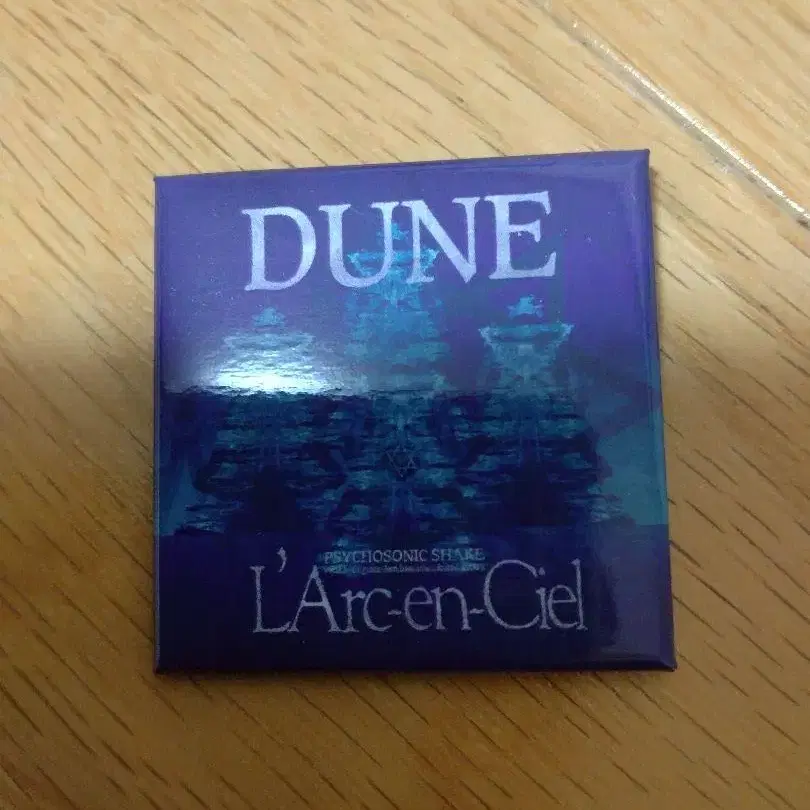 DUNE
PSYCHOSONIC SHAKE
L'Arc-en-Ciel